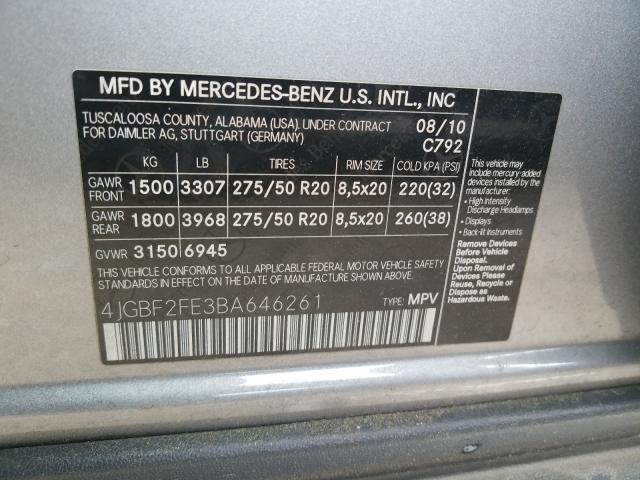 MFD BY MERCEDES-BENZ U.S. INTL., INC
TUSCALOOSA COUNTY, ALABAMA (USA). UNDER CONTRACT 08/10
FOR DAIMLER AG, STUTTGART (GERMANY) C792
KG LB TIRES RIM SIZE COLD KPA (PSI)
GAWR FRONT 1500 3307 275/50 R20 8,5x20 220(32)
GAWR REAR 1800 3968 275/50 R20 8,5x20 260(38)
GVWR 3150 6945
THIS VEHICLE CONFORMS TO ALL APPLICABLE FEDERAL MOTOR VEHICLE SAFETY
STANDARDS IN EFFECT ON THE DATE OF MANUFACTURE SHOWN ABOVE.
4JGBF2FE3BA646261 TYPE: MPV
This vehicle may
include mercury-added
devices installed by the
manufacturer:
• High Intensity
Discharge Headlamps
• Displays
• Back-lit Instruments
Remove Devices
Before Vehicle
Disposal.
Upon Removal of
Devices Please
Reuse, Recycle or
Dispose as
Hazardous Waste.